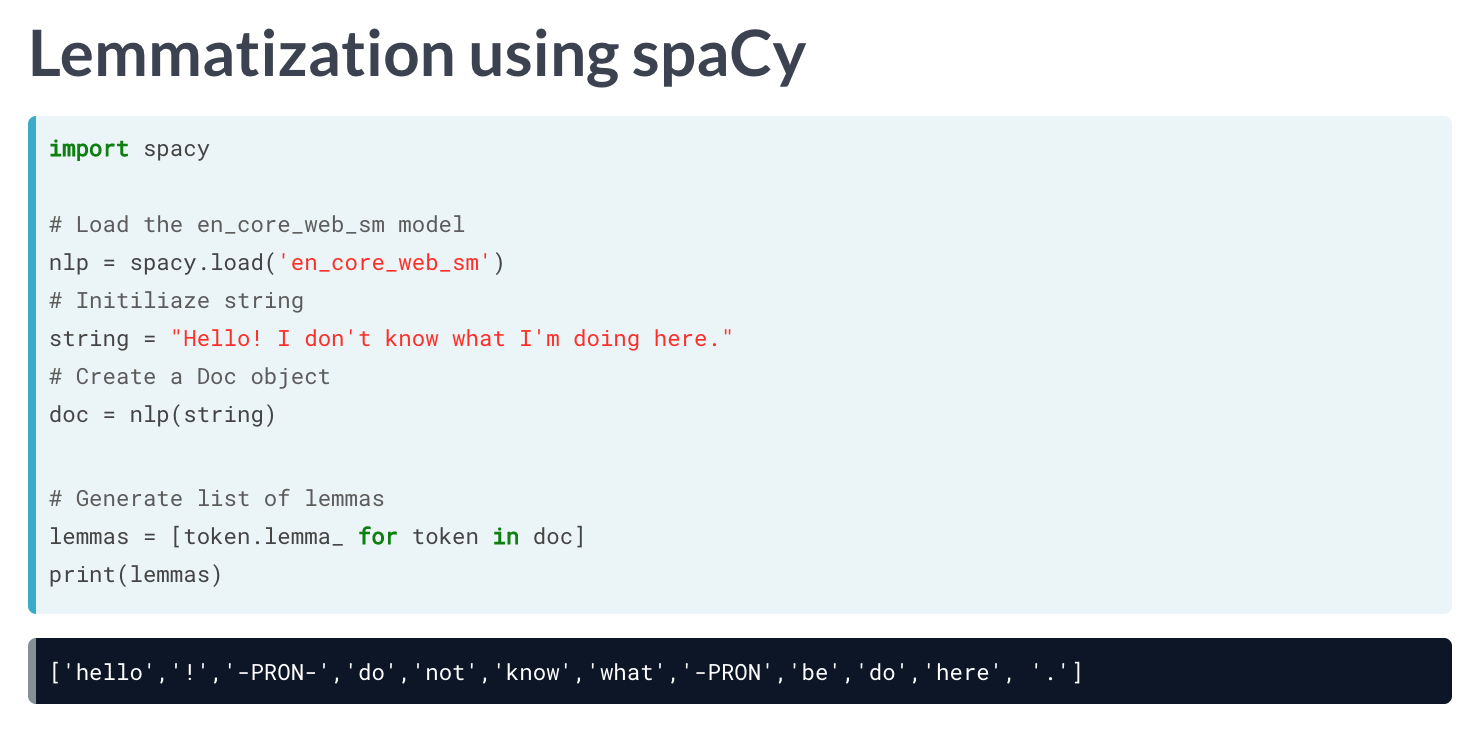 Lemmatization using spaCy
import spacy
# Load the en_core_web_sm model
nlp = spacy.load('en_core_web_sm')
# Initiliaze string
string = "Hello! I don't know what I'm doing here."
# Create a Doc object
doc = nlp(string)
# Generate list of lemmas
lemmas = [token.lemma_ for token in doc]
print(lemmas)
['hello','!','-PRON-','do','not','know','what','-PRON','be','do','here', '.']